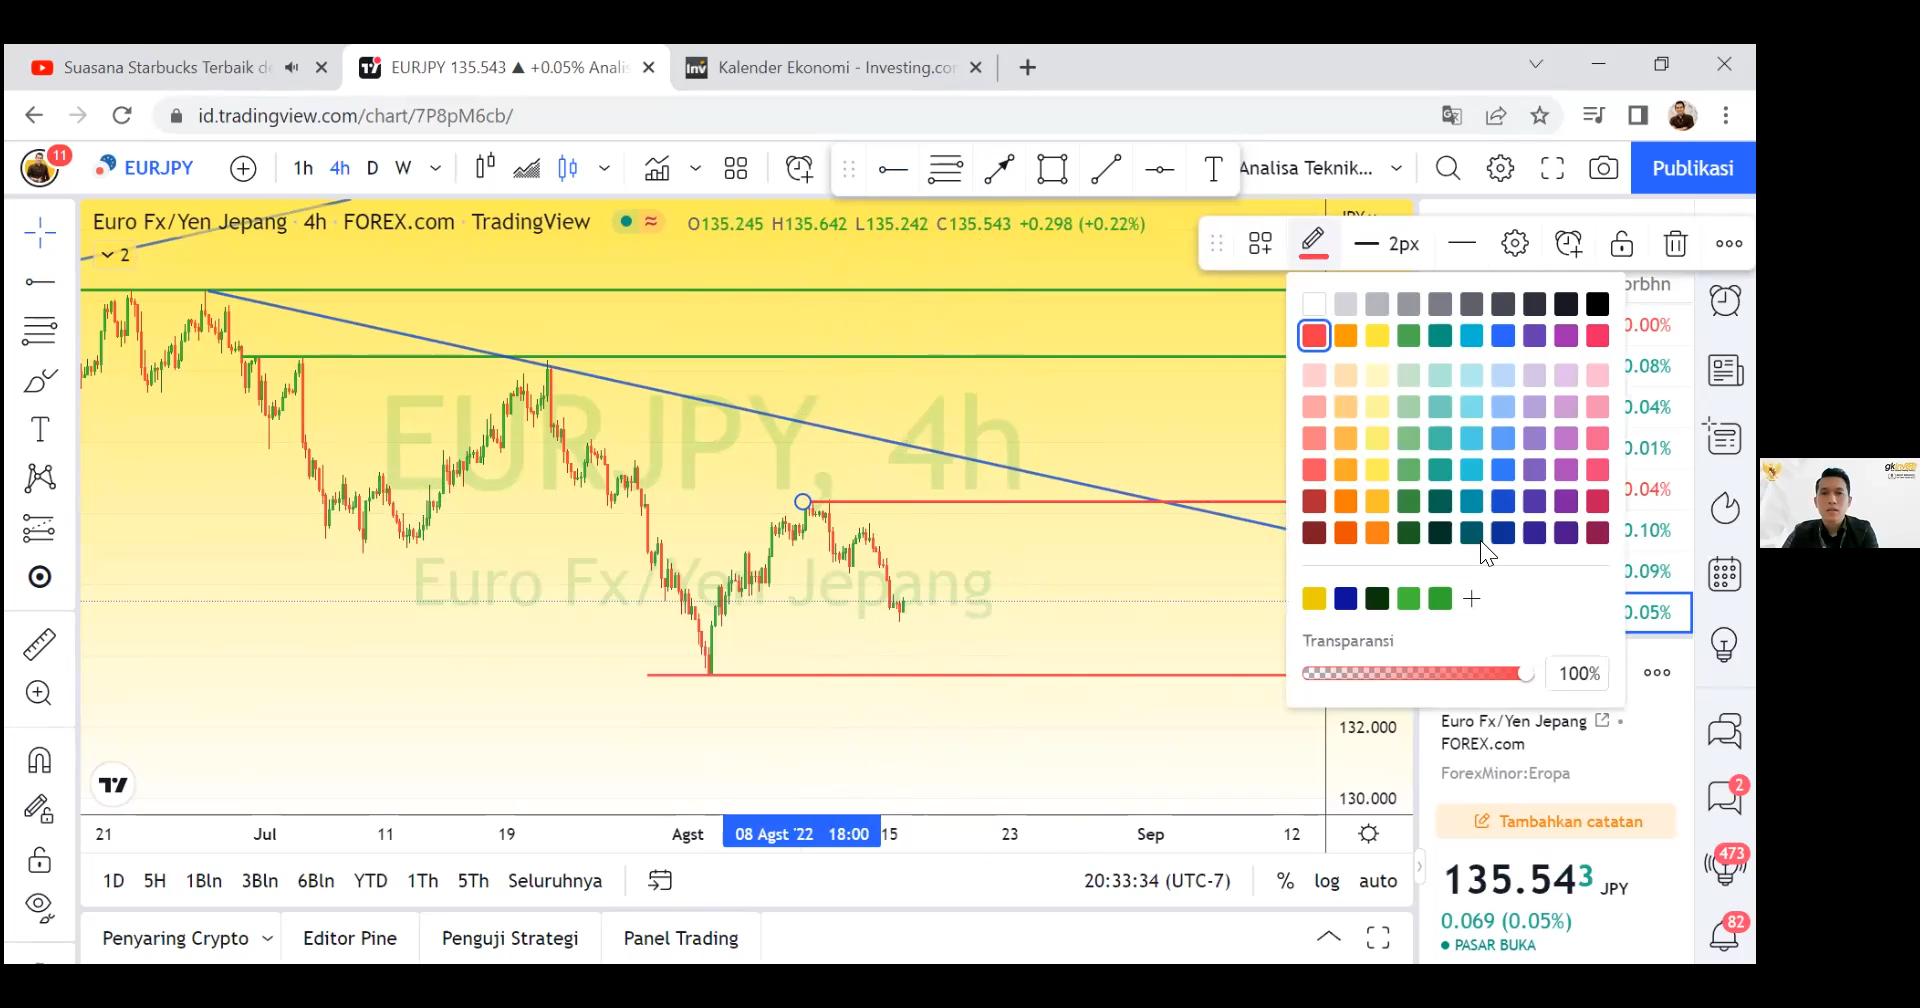 Suasana Starbucks Terbaik de
EURJPY 135.543 ▲ +0.05% Analis
Inv Kalender Ekonomi - Investing.com
id.tradingview.com/chart/7P8pM6cb/
11 EURJPY 1h 4h D W Analisa Teknik... Publikasi
Euro Fx/Yen Jepang · 4h · FOREX.com · TradingView O135.245 H135.642 L135.242 C135.543 +0.298 (+0.22%)
2px
2
orbhn
0.00%
0.08%
0.04%
0.01%
0.04%
0.10%
0.09%
0.05%
EURJPY, 4h
Euro Fx/Yen Jepang
Transparansi
100%
132.000
130.000
Euro Fx/Yen Jepang
FOREX.com
ForexMinor:Eropa
Tambahkan catatan
21 Jul 11 19 Agst 08 Agst '22 18:00 15 23 Sep 12
1D 5H 1Bln 3Bln 6Bln YTD 1Th 5Th Seluruhnya 20:33:34 (UTC-7) % log auto
135.543 JPY
0.069 (0.05%)
PASAR BUKA
2
473
82
Penyaring Crypto Editor Pine Penguji Strategi Panel Trading